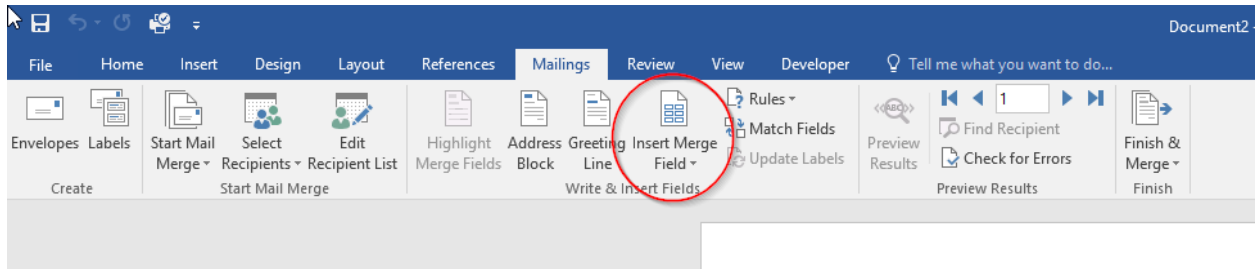 Document2 -
File Home Insert Design Layout References Mailings Review View Developer Tell me what you want to do...
Envelopes
Labels
Create
Start Mail
Merge
Select
Recipients
Edit
Recipient List
Start Mail Merge
Highlight
Merge Fields
Address
Block
Greeting
Line
Insert Merge
Field
Rules
Match Fields
Update Labels
Write & Insert Fields
ABC
Preview
Results
1
Find Recipient
Check for Errors
Preview Results
Finish &
Merge
Finish